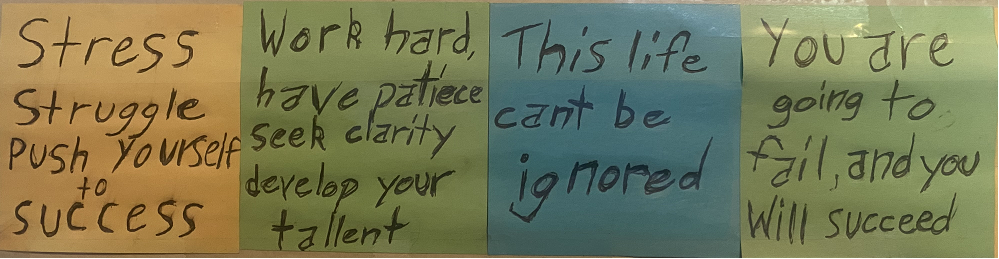 Stress
Struggle
Push Yourself
to
success
Work hard,
have patiece
seek clarity
develop your
tallent
This life
cant be
ignored
You are
going to
fail, and you
Will succeed